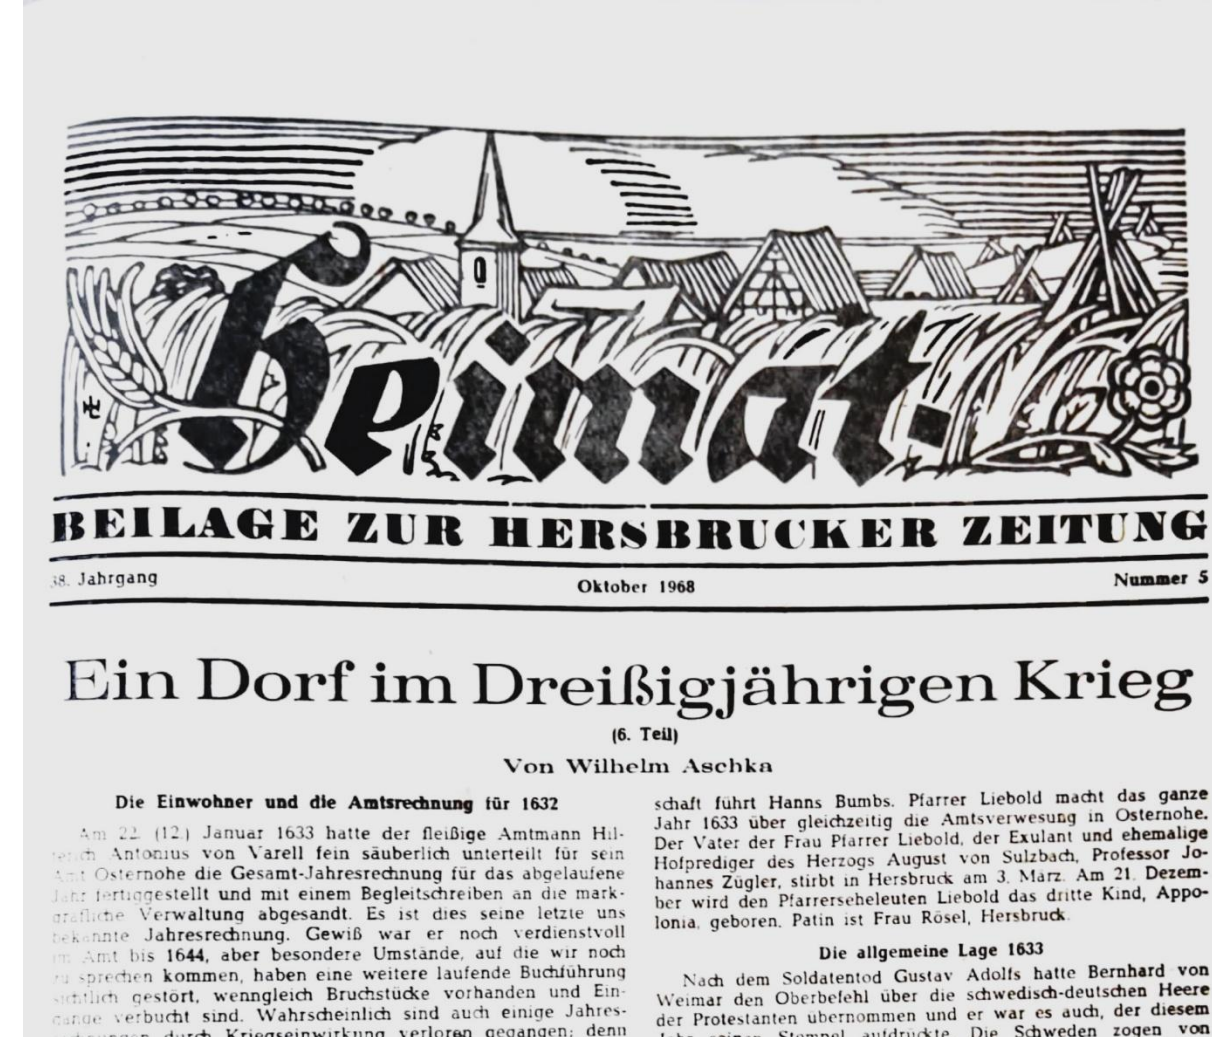 Heimat.
BEILAGE ZUR HERSBRUCKER ZEITUNG
38. Jahrgang
Oktober 1968
Nummer 5
Ein Dorf im Dreißigjährigen Krieg
(6. Teil)
Von Wilhelm Aschka
Die Einwohner und die Amtsrechnung für 1632
Am 22. (12.) Januar 1633 hatte der fleißige Amtmann Hil-
Antonius von Varell fein säuberlich unterteilt für sein
Amt Osternohe die Gesamt-Jahresrechnung für das abgelaufene
Jahr fertiggestellt und mit einem Begleitschreiben an die mark-
gräfliche Verwaltung abgesandt. Es ist dies seine letzte uns
bekannte Jahresrechnung. Gewiß war er noch verdienstvoll
im Amt bis 1644, aber besondere Umstände, auf die wir noch
zu sprechen kommen, haben eine weitere laufende Buchführung
sichtlich gestört, wenngleich Bruchstücke vorhanden und Ein-
gänge verbucht sind. Wahrscheinlich sind auch einige Jahres-
durch Kriegseinwirkung verloren gegangen; denn
schaft führt Hanns Bumbs. Pfarrer Liebold macht das ganze
Jahr 1633 über gleichzeitig die Amtsverwesung in Osternohe.
Der Vater der Frau Pfarrer Liebold, der Exulant und ehemalige
Hofprediger des Herzogs August von Sulzbach, Professor Jo-
hannes Zügler, stirbt in Hersbruck am 3. März. Am 21. Dezem-
ber wird den Pfarrerseheleuten Liebold das dritte Kind, Appo-
lonia, geboren. Patin ist Frau Rösel, Hersbruck.
Die allgemeine Lage 1633
Nach dem Soldatentod Gustav Adolfs hatte Bernhard von
Weimar den Oberbefehl über die schwedisch-deutschen Heere
der Protestanten übernommen und er war es auch, der diesem
Jahr seinen Stempel aufdrückte. Die Schweden zogen von